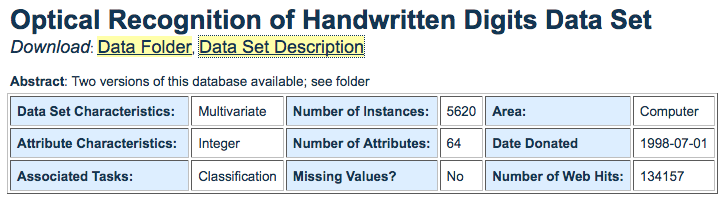 Optical Recognition of Handwritten Digits Data Set
Download: Data Folder, Data Set Description
Abstract: Two versions of this database available; see folder
Data Set Characteristics: Multivariate Number of Instances: 5620 Area: Computer
Attribute Characteristics: Integer Number of Attributes: 64 Date Donated 1998-07-01
Associated Tasks: Classification Missing Values? No Number of Web Hits: 134157